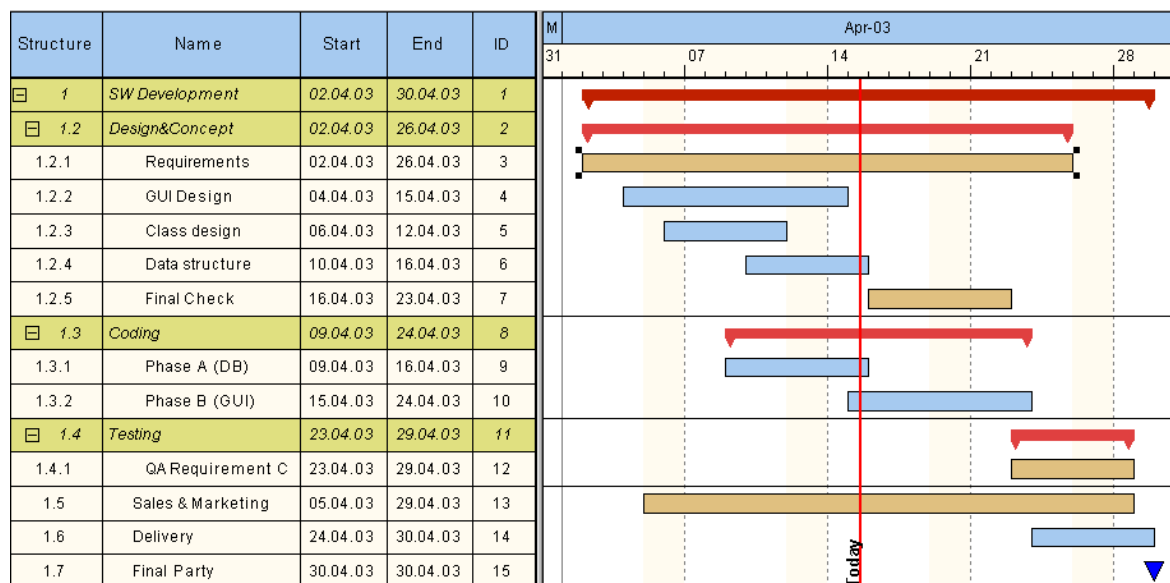 Structure Name Start End ID M Apr-03
31 07 14 21 28
1 SW Development 02.04.03 30.04.03 1
1.2 Design&Concept 02.04.03 26.04.03 2
1.2.1 Requirements 02.04.03 26.04.03 3
1.2.2 GUI Design 04.04.03 15.04.03 4
1.2.3 Class design 06.04.03 12.04.03 5
1.2.4 Data structure 10.04.03 16.04.03 6
1.2.5 Final Check 16.04.03 23.04.03 7
1.3 Coding 09.04.03 24.04.03 8
1.3.1 Phase A (DB) 09.04.03 16.04.03 9
1.3.2 Phase B (GUI) 15.04.03 24.04.03 10
1.4 Testing 23.04.03 29.04.03 11
1.4.1 QA Requirement C 23.04.03 29.04.03 12
1.5 Sales & Marketing 05.04.03 29.04.03 13
1.6 Delivery 24.04.03 30.04.03 14
1.7 Final Party 30.04.03 30.04.03 15
Today